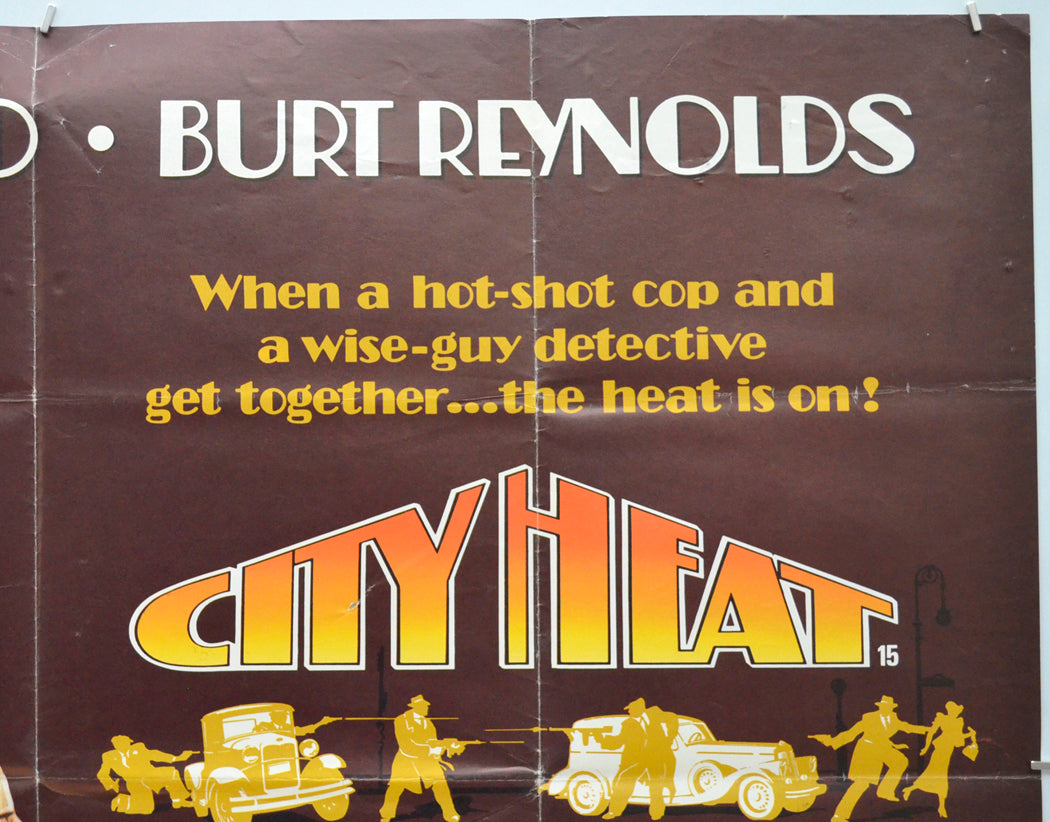 D • BURT REYNOLDS
When a hot-shot cop and
a wise-guy detective
get together...the heat is on!
CITY HEAT
15